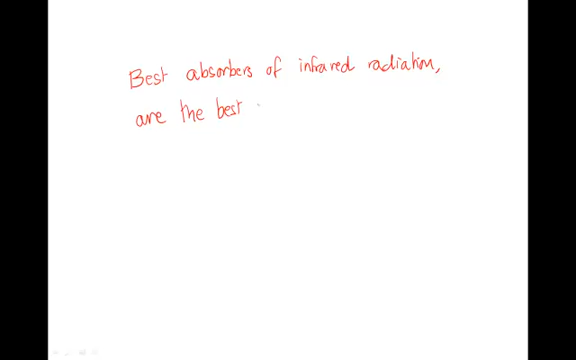 Best absorbers of infrared radiation,
are the best